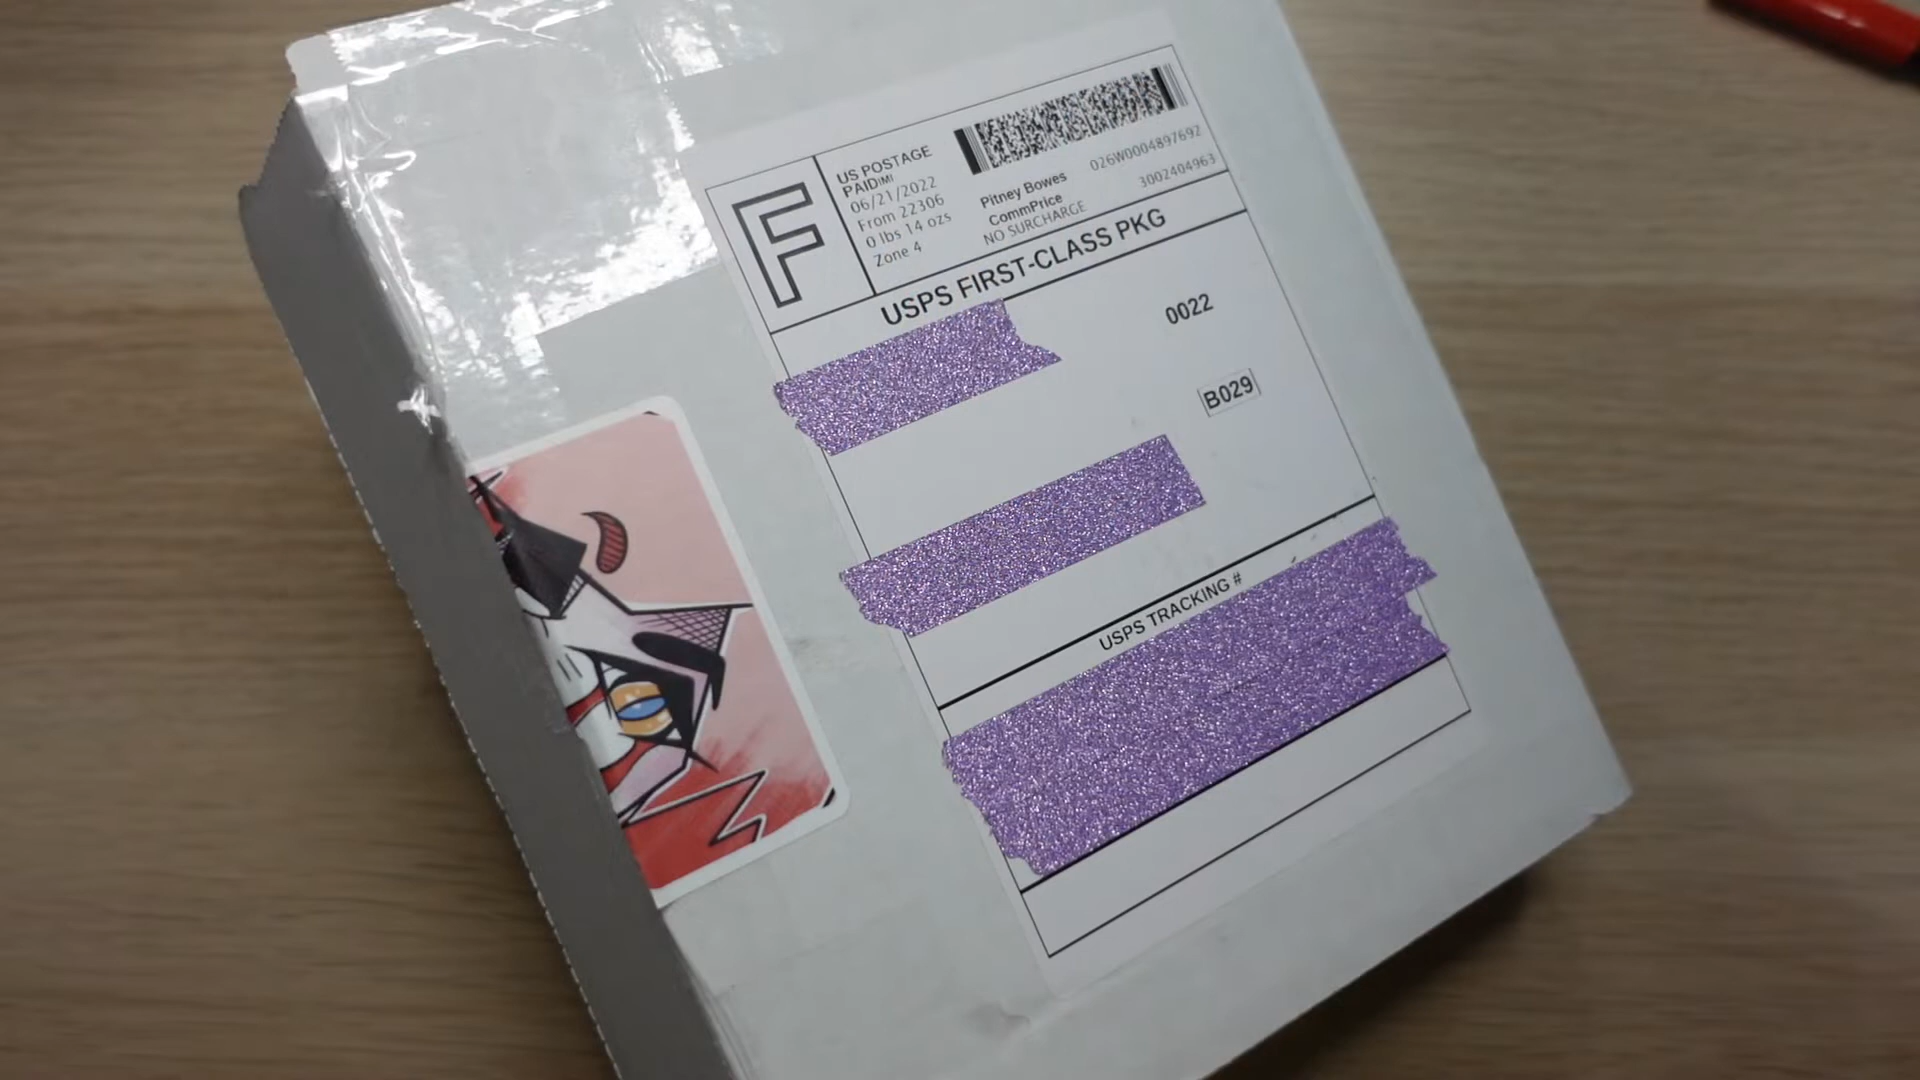 F
US POSTAGE
PAID IMI
06/21/2022
From 22306
0 lbs 14 ozs
Zone 4
026W0004897692
3002404963
Pitney Bowes
CommPrice
NO SURCHARGE
USPS FIRST-CLASS PKG
0022
B029
USPS TRACKING #